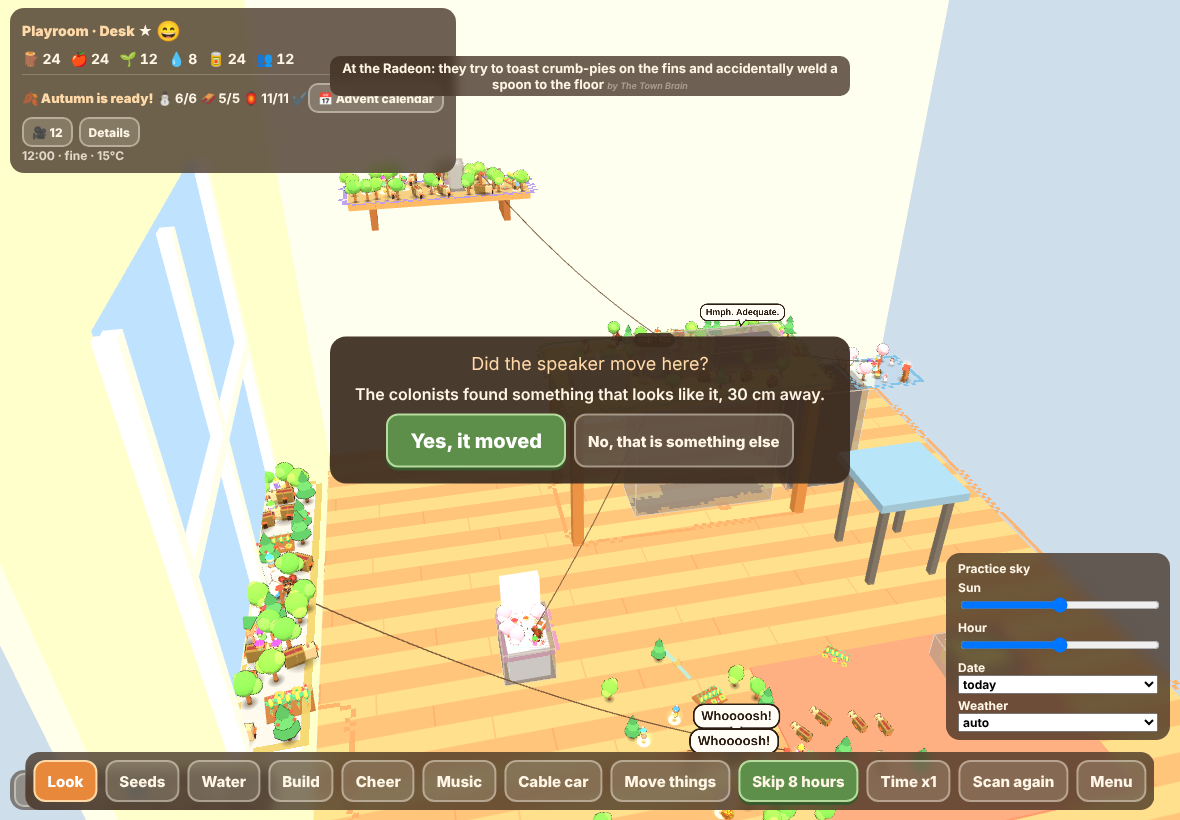 Playroom · Desk ★ 😄
24 24 12 8 24 12
At the Radeon: they try to toast crumb-pies on the fins and accidentally weld a
spoon to the floor by The Town Brain
Autumn is ready! 6/6 5/5 11/11 Advent calendar
12 Details
12:00 · fine · 15°C
Hmph. Adequate.
Did the speaker move here?
The colonists found something that looks like it, 30 cm away.
Yes, it moved No, that is something else
Practice sky
Sun
Hour
Date
today
Weather
auto
Whoooosh!
Whoooosh!
Look Seeds Water Build Cheer Music Cable car Move things Skip 8 hours Time x1 Scan again Menu